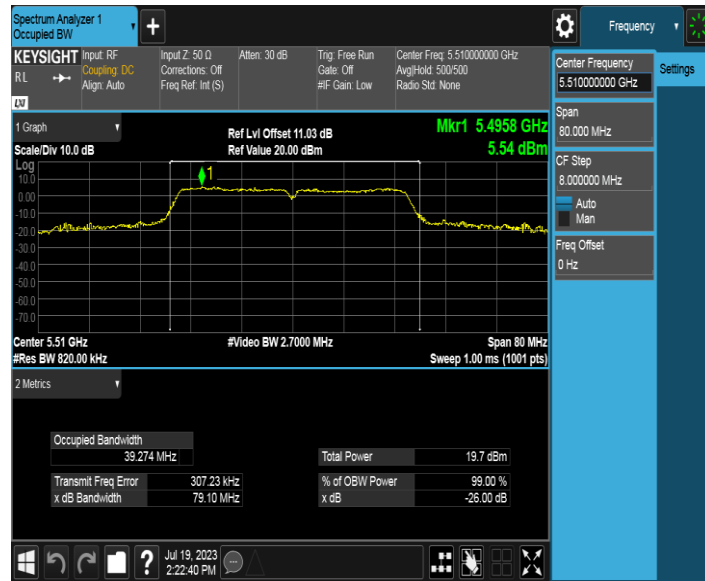 Spectrum Analyzer 1
Occupied BW
+
Frequency
KEYSIGHT
RL
LXI
Input: RF
Coupling: DC
Align: Auto
Input Z: 50 Ω
Corrections: Off
Freq Ref: Int (S)
Atten: 30 dB
Trig: Free Run
Gate: Off
#IF Gain: Low
Center Freq: 5.510000000 GHz
Avg|Hold: 500/500
Radio Std: None
Center Frequency
5.510000000 GHz
Settings
Span
80.000 MHz
CF Step
8.000000 MHz
Auto
Man
Freq Offset
0 Hz
1 Graph
Scale/Div 10.0 dB
Ref Lvl Offset 11.03 dB
Ref Value 20.00 dBm
Mkr1 5.4958 GHz
5.54 dBm
Log
1
10.0
0.00
-10.0
-20.0
-30.0
-40.0
-50.0
-60.0
-70.0
Center 5.51 GHz
#Res BW 820.00 kHz
#Video BW 2.7000 MHz
Span 80 MHz
Sweep 1.00 ms (1001 pts)
2 Metrics
Occupied Bandwidth
39.274 MHz
Total Power 19.7 dBm
Transmit Freq Error 307.23 kHz
% of OBW Power 99.00 %
x dB Bandwidth 79.10 MHz
x dB -26.00 dB
?
Jul 19, 2023
2:22:40 PM